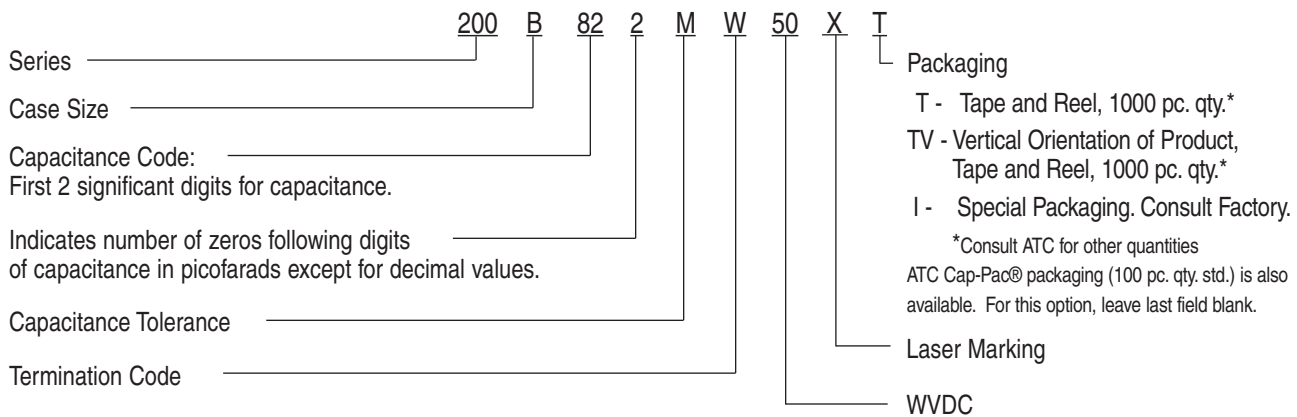 200 B 82 2 M W 50 X T
Series
Case Size
Capacitance Code:
First 2 significant digits for capacitance.
Indicates number of zeros following digits
of capacitance in picofarads except for decimal values.
Capacitance Tolerance
Termination Code
Packaging
T - Tape and Reel, 1000 pc. qty.*
TV - Vertical Orientation of Product,
Tape and Reel, 1000 pc. qty.*
I - Special Packaging. Consult Factory.
*Consult ATC for other quantities
ATC Cap-Pac® packaging (100 pc. qty. std.) is also
available. For this option, leave last field blank.
Laser Marking
WVDC